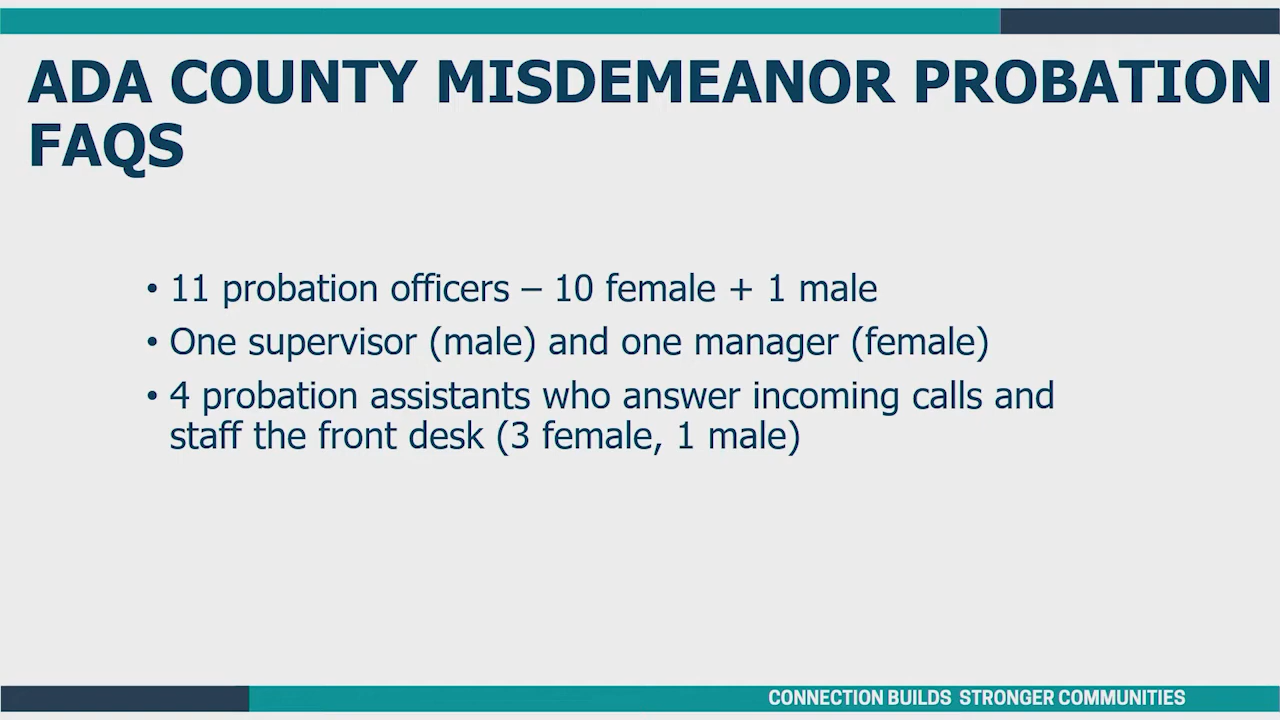 ADA COUNTY MISDEMEANOR PROBATION
FAQS
• 11 probation officers – 10 female + 1 male
• One supervisor (male) and one manager (female)
• 4 probation assistants who answer incoming calls and
staff the front desk (3 female, 1 male)
CONNECTION BUILDS STRONGER COMMUNITIES